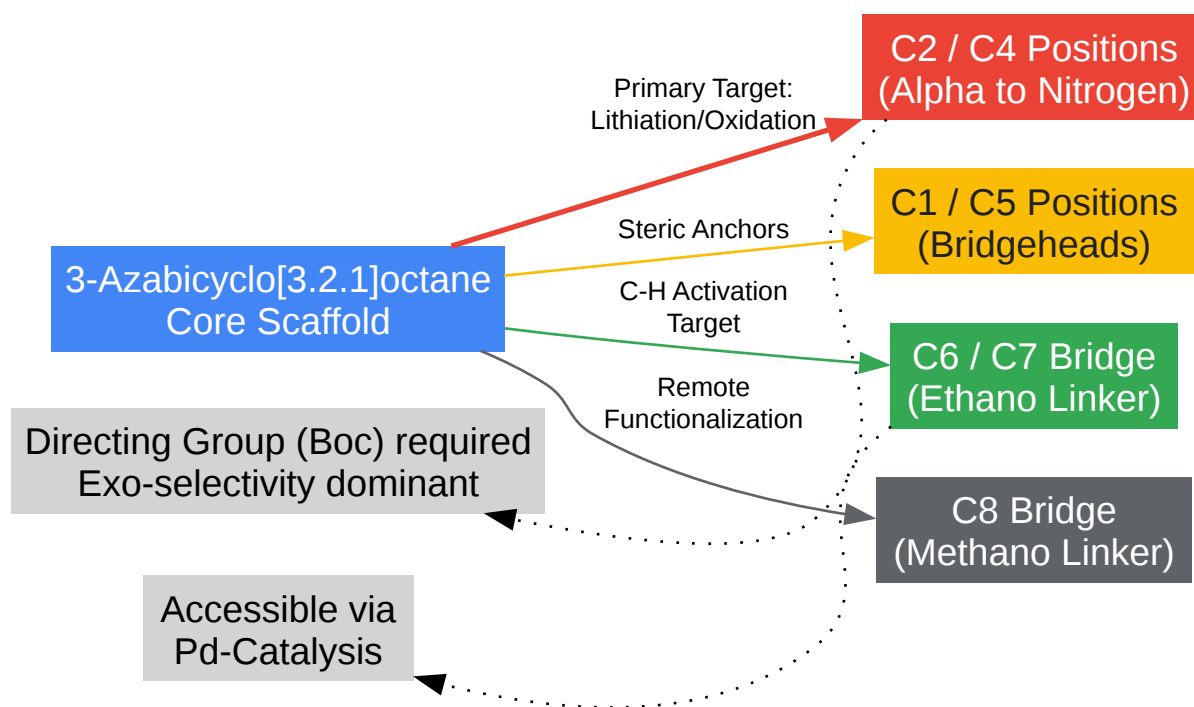 C2 / C4 Positions
(Alpha to Nitrogen)
Primary Target:
Lithiation/Oxidation
C1 / C5 Positions
(Bridgeheads)
Steric Anchors
3-Azabicyclo[3.2.1]octane
Core Scaffold
C-H Activation
Target
C6 / C7 Bridge
(Ethano Linker)
Remote
Functionalization
Directing Group (Boc) required
Exo-selectivity dominant
C8 Bridge
(Methano Linker)
Accessible via
Pd-Catalysis